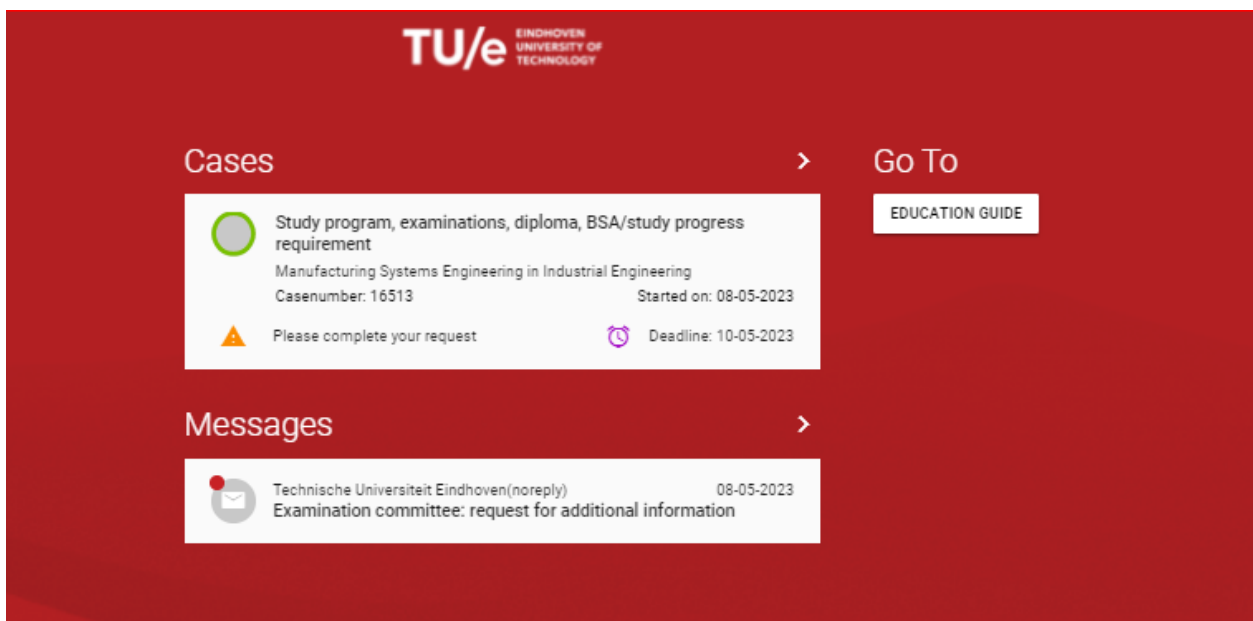 TU/e EINDHOVEN
UNIVERSITY OF
TECHNOLOGY
Cases
Study program, examinations, diploma, BSA/study progress
requirement
Manufacturing Systems Engineering in Industrial Engineering
Casenumber: 16513 Started on: 08-05-2023
Please complete your request Deadline: 10-05-2023
Go To
EDUCATION GUIDE
Messages
Technische Universiteit Eindhoven(noreply) 08-05-2023
Examination committee: request for additional information